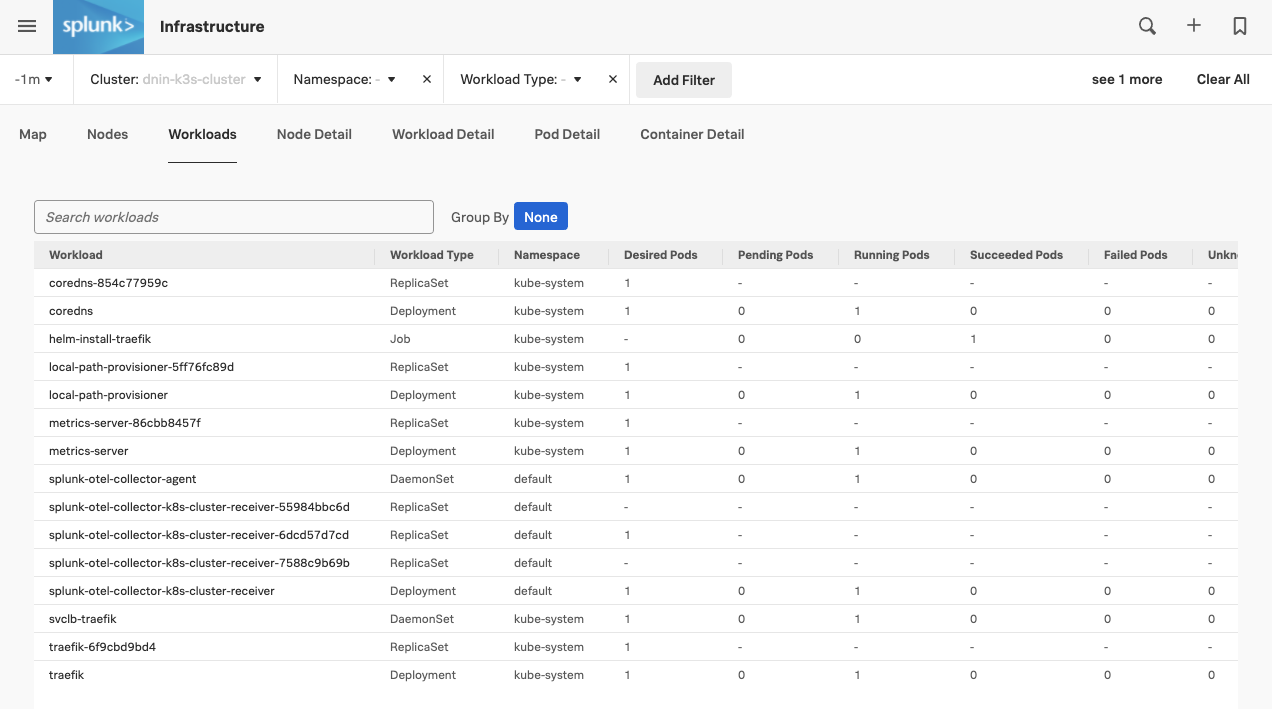 splunk> Infrastructure
-1m Cluster: dnin-k3s-cluster Namespace: - × Workload Type: - × Add Filter see 1 more Clear All
Map Nodes Workloads Node Detail Workload Detail Pod Detail Container Detail
Search workloads Group By None
Workload Workload Type Namespace Desired Pods Pending Pods Running Pods Succeeded Pods Failed Pods Unkn
coredns-854c77959c ReplicaSet kube-system 1 - - - - -
coredns Deployment kube-system 1 0 1 0 0 0
helm-install-traefik Job kube-system - 0 0 1 0 0
local-path-provisioner-5ff76fc89d ReplicaSet kube-system 1 - - - - -
local-path-provisioner Deployment kube-system 1 0 1 0 0 0
metrics-server-86cbb8457f ReplicaSet kube-system 1 - - - - -
metrics-server Deployment kube-system 1 0 1 0 0 0
splunk-otel-collector-agent DaemonSet default 1 0 1 0 0 0
splunk-otel-collector-k8s-cluster-receiver-55984bbc6d ReplicaSet default - - - - - -
splunk-otel-collector-k8s-cluster-receiver-6dcd57d7cd ReplicaSet default 1 - - - - -
splunk-otel-collector-k8s-cluster-receiver-7588c9b69b ReplicaSet default - - - - - -
splunk-otel-collector-k8s-cluster-receiver Deployment default 1 0 1 0 0 0
svclb-traefik DaemonSet kube-system 1 0 1 0 0 0
traefik-6f9cbd9bd4 ReplicaSet kube-system 1 - - - - -
traefik Deployment kube-system 1 0 1 0 0 0